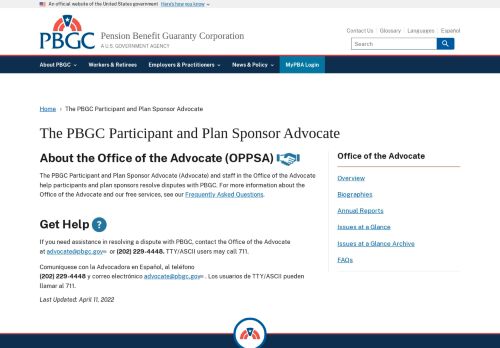 An official website of the United States government Here's how you know
PBGC
Pension Benefit Guaranty Corporation
A U.S. GOVERNMENT AGENCY
Contact Us Glossary Languages Español
Search
About PBGC Workers & Retirees Employers & Practitioners News & Policy MyPBA Login
Home › The PBGC Participant and Plan Sponsor Advocate
The PBGC Participant and Plan Sponsor Advocate
About the Office of the Advocate (OPPSA)
The PBGC Participant and Plan Sponsor Advocate (Advocate) and staff in the Office of the Advocate
help participants and plan sponsors resolve disputes with PBGC. For more information about the
Office of the Advocate and our free services, see our Frequently Asked Questions.
Get Help ?
If you need assistance in resolving a dispute with PBGC, contact the Office of the Advocate
at advocate@pbgc.gov or (202) 229-4448. TTY/ASCII users may call 711.
Comuniquese con la Advocadora en Español, al teléfono
(202) 229-4448 y correo electrónico advocate@pbgc.gov . Los usuarios de TTY/ASCII pueden
llamar al 711.
Last Updated: April 11, 2022
Office of the Advocate
Overview
Biographies
Annual Reports
Issues at a Glance
Issues at a Glance Archive
FAQs